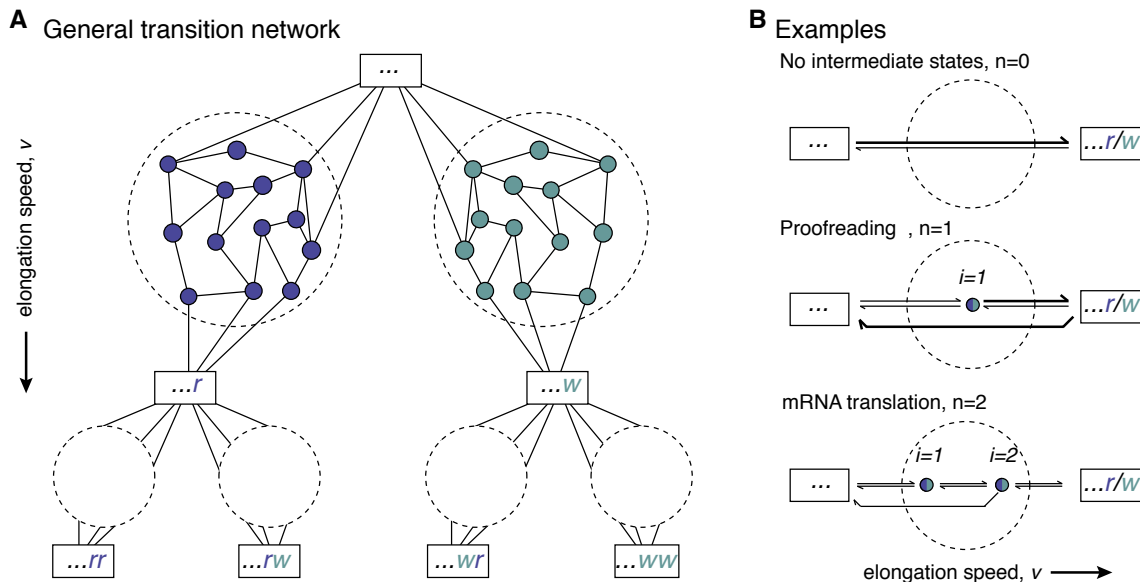 A General transition network
...
elongation speed, v
...r
...w
...rr
...rw
...wr
...ww
B Examples
No intermediate states, n=0
...
...r/w
Proofreading , n=1
i=1
...
...r/w
mRNA translation, n=2
i=1
i=2
...
...r/w
elongation speed, v